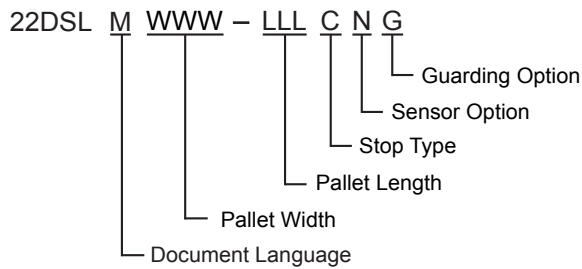 22DSL M WWW – LLL C N G
Guarding Option
Sensor Option
Stop Type
Pallet Length
Pallet Width
Document Language